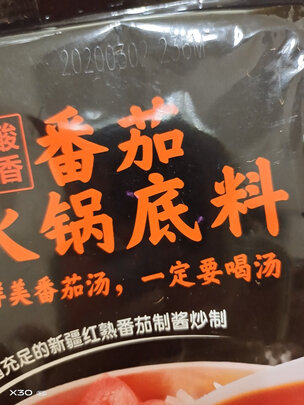 20200302 236M
酸香
番茄
火锅底料
鲜美番茄汤，一定要喝汤
充足的新疆红熟番茄制酱炒制
X30